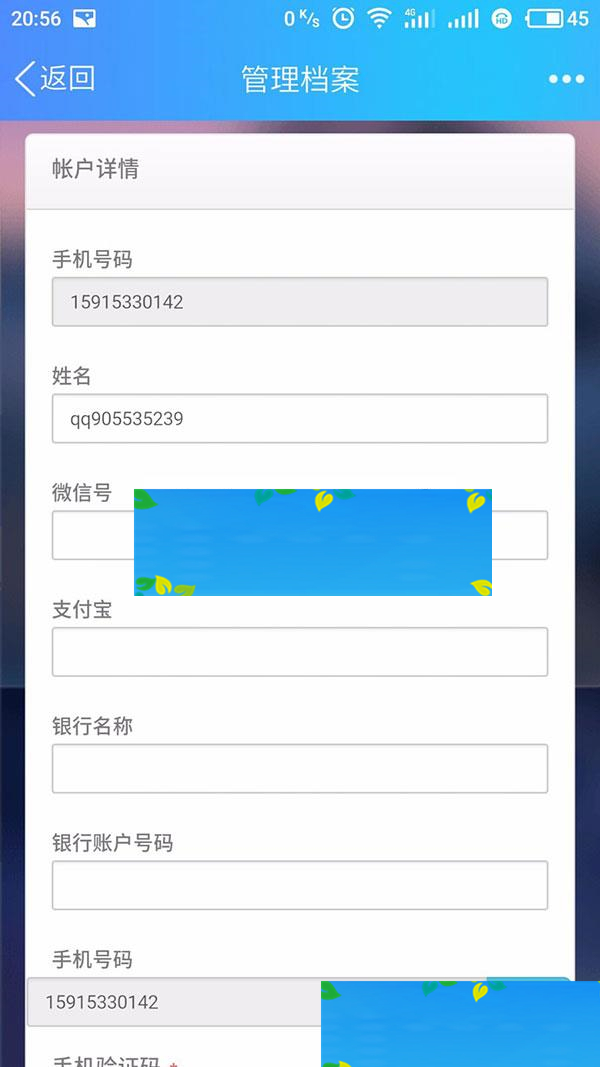 20:56 0 K/s 4G HD 45
返回 管理档案
帐户详情
手机号码
15915330142
姓名
qq905535239
微信号
支付宝
银行名称
银行账户号码
手机号码
15915330142
手机验证码 *